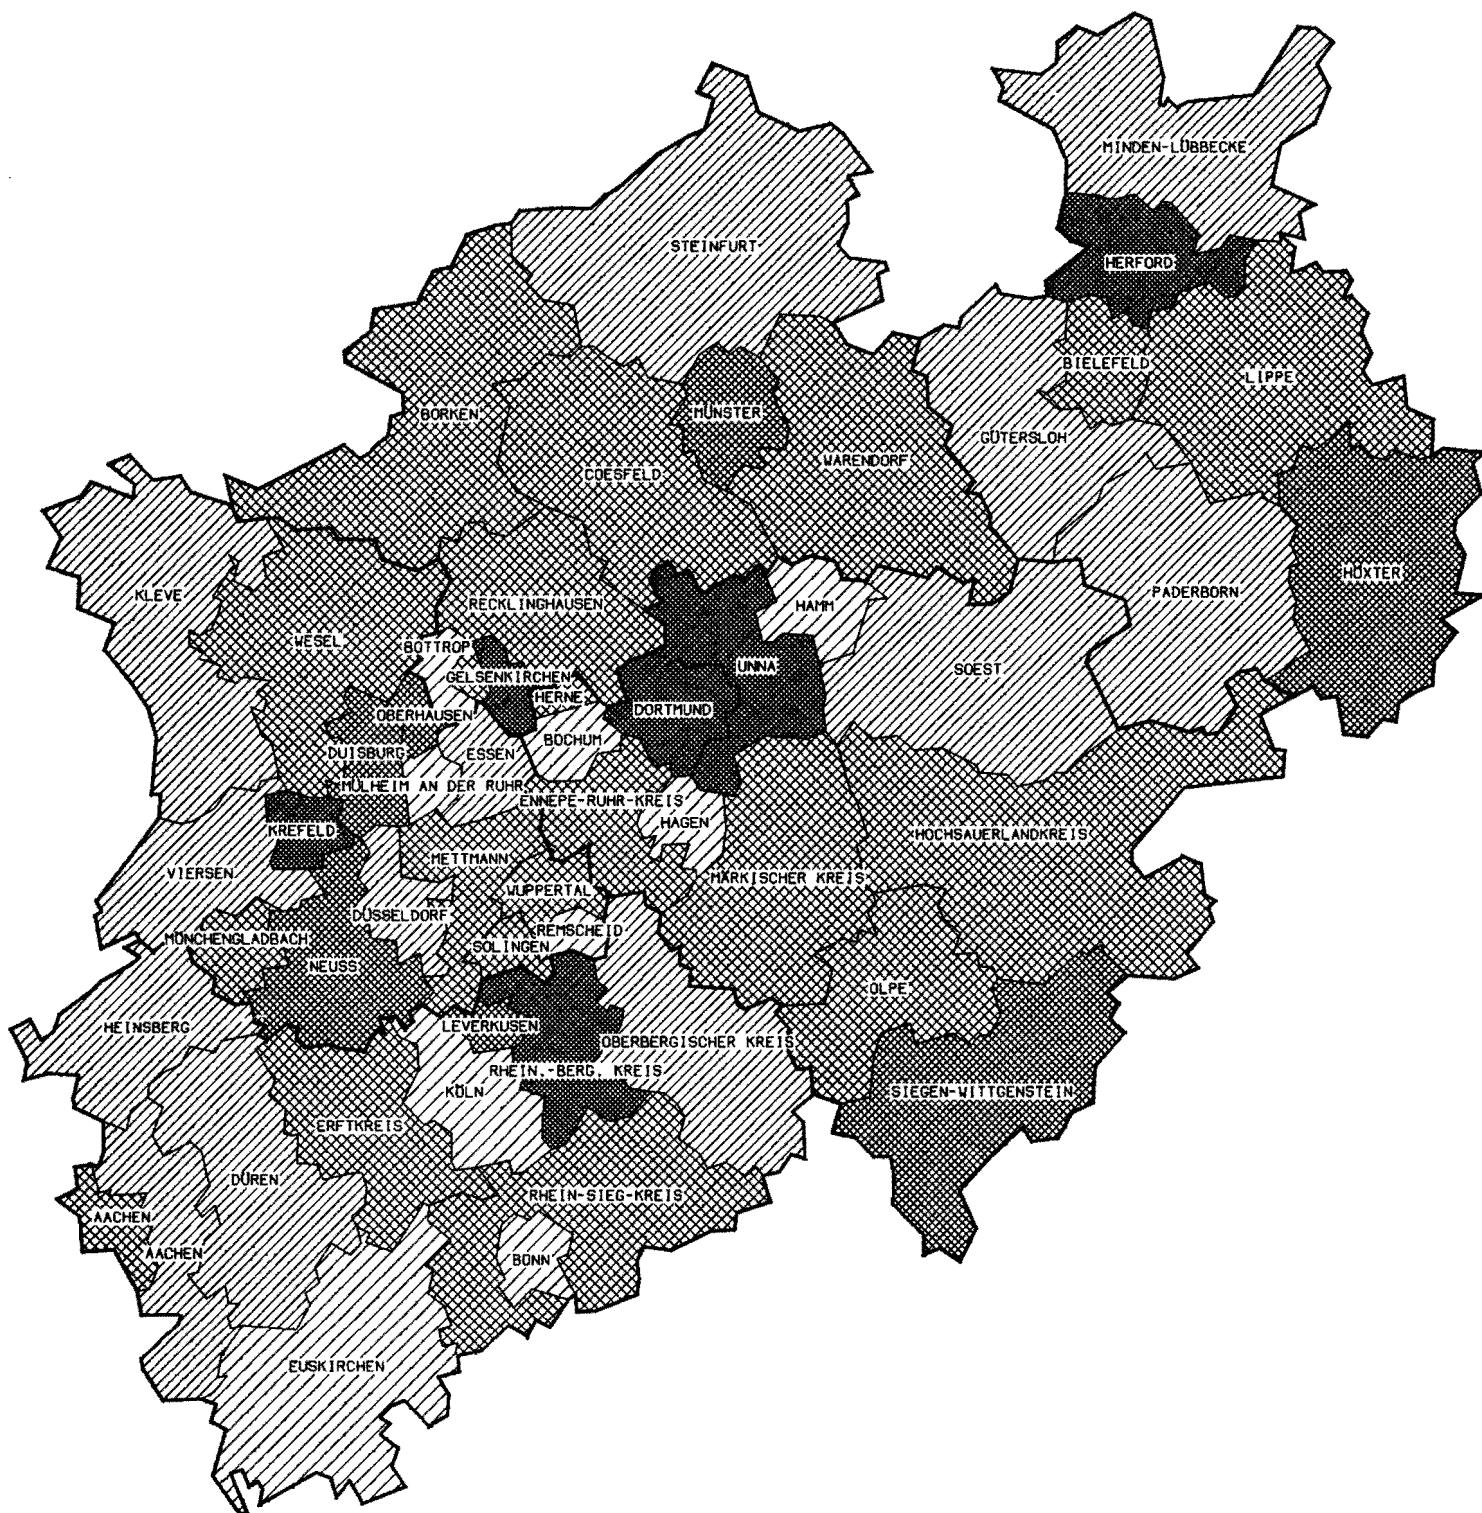 MINDEN-LÜBBECKE
STEINFURT
HERFORD
BIELEFELD
LIPPE
BORKEN
MÜNSTER
GÜTERSLOH
WARENDORF
COESFELD
HÖXTER
KLEVE
PADERBORN
RECKLINGHAUSEN
HAMM
WESEL
BOTTROP
UNNA
SOEST
GELSENKIRCHEN
HERNE
DORTMUND
OBERHAUSEN
BOCHUM
DUISBURG
ESSEN
MÜLHEIM AN DER RUHR
ENNEPE-RUHR-KREIS
HAGEN
KREFELD
HOCHSAUERLANDKREIS
METTMANN
VIERSEN
MÄRKISCHER KREIS
WUPPERTAL
DÜSSELDORF
REMSCHEID
MÖNCHENGLADBACH
SOLINGEN
NEUSS
OLPE
HEINSBERG
LEVERKUSEN
OBERBERGISCHER KREIS
RHEIN.-BERG. KREIS
KÖLN
SIEGEN-WITTGENSTEIN
ERFTKREIS
DÜREN
RHEIN-SIEG-KREIS
AACHEN
AACHEN
BONN
EUSKIRCHEN